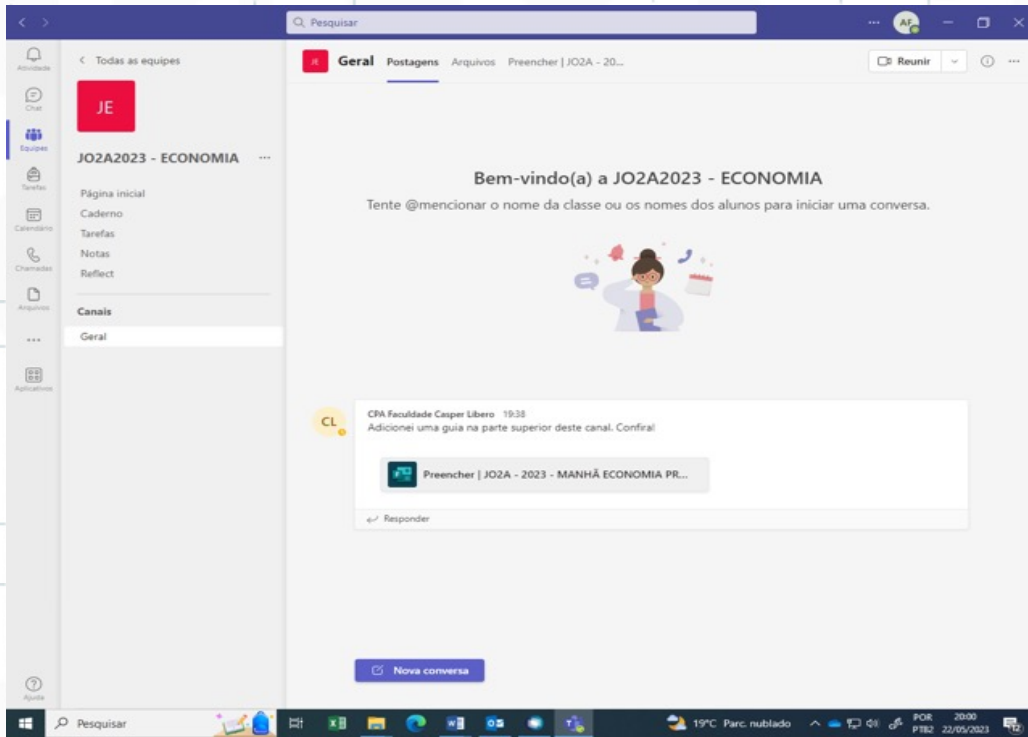 Pesquisar
AF
Atividade
Chat
Equipes
Tarefas
Calendário
Chamadas
Arquivos
Aplicativos
Ajuda
Todas as equipes
JE
JO2A2023 - ECONOMIA
Página inicial
Caderno
Tarefas
Notas
Reflect
Canais
Geral
JE
Geral Postagens Arquivos Preencher | JO2A - 20...
Reunir
Bem-vindo(a) a JO2A2023 - ECONOMIA
Tente @mencionar o nome da classe ou os nomes dos alunos para iniciar uma conversa.
CL
CPA Faculdade Casper Libero 19:38
Adicionei uma guia na parte superior deste canal. Confira!
Preencher | JO2A - 2023 - MANHÃ ECONOMIA PR...
Responder
Nova conversa
Pesquisar
19°C Parc. nublado
POR
PTB2
20:00
22/05/2023